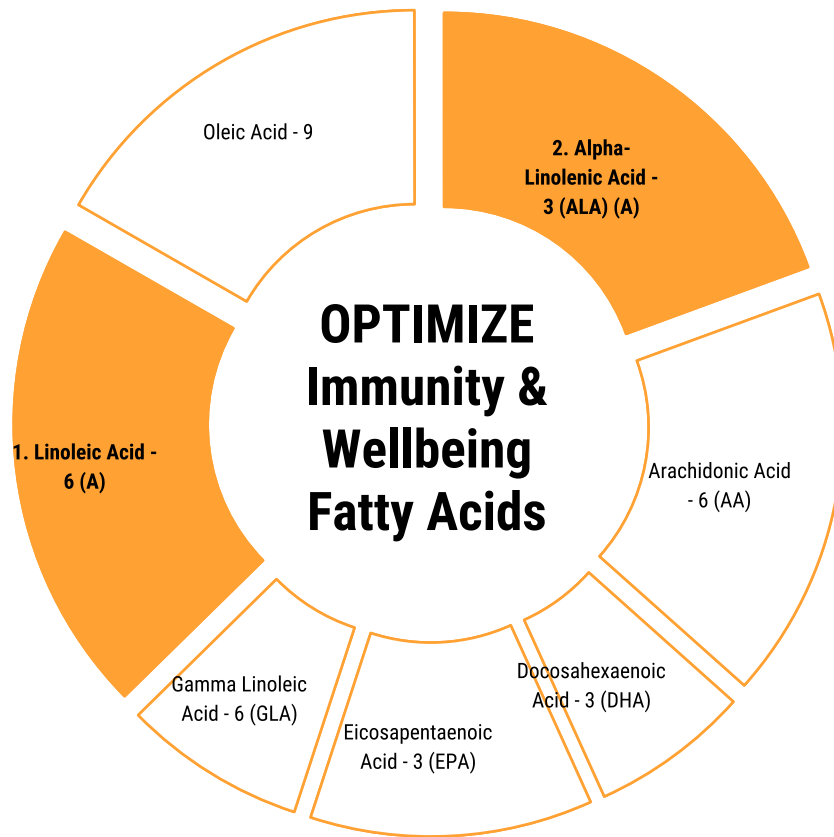 Oleic Acid - 9
2. Alpha-
Linolenic Acid -
3 (ALA) (A)
OPTIMIZE
Immunity &
Wellbeing
Fatty Acids
1. Linoleic Acid -
6 (A)
Arachidonic Acid
- 6 (AA)
Gamma Linoleic
Acid - 6 (GLA)
Eicosapentaenoic
Acid - 3 (EPA)
Docosahexaenoic
Acid - 3 (DHA)